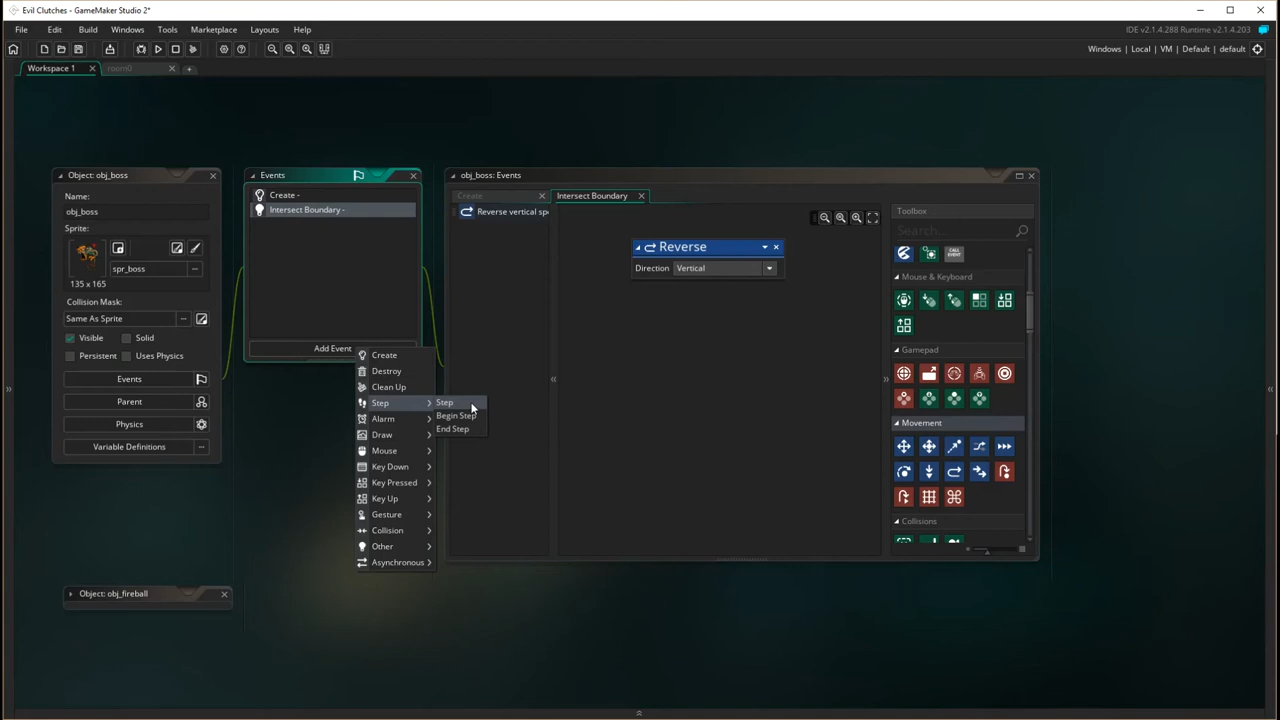 Evil Clutches - GameMaker Studio 2*
File Edit Build Windows Tools Marketplace Layouts Help
IDE v2.1.4.288 Runtime v2.1.4.203
Windows | Local | VM | Default | default
Workspace 1
room0
Object: obj_boss
Name:
obj_boss
Sprite:
spr_boss
135 x 165
Collision Mask:
Same As Sprite
Visible
Solid
Persistent
Uses Physics
Events
Parent
Physics
Variable Definitions
Object: obj_fireball
Events
Create -
Intersect Boundary -
Add Event
Create
Destroy
Clean Up
Step
Alarm
Draw
Mouse
Key Down
Key Pressed
Key Up
Gesture
Collision
Other
Asynchronous
Step
Begin Step
End Step
obj_boss: Events
Create
Intersect Boundary
Reverse vertical spe
Reverse
Direction Vertical
Toolbox
Search...
CALL EVENT
Mouse & Keyboard
Gamepad
Movement
Collisions